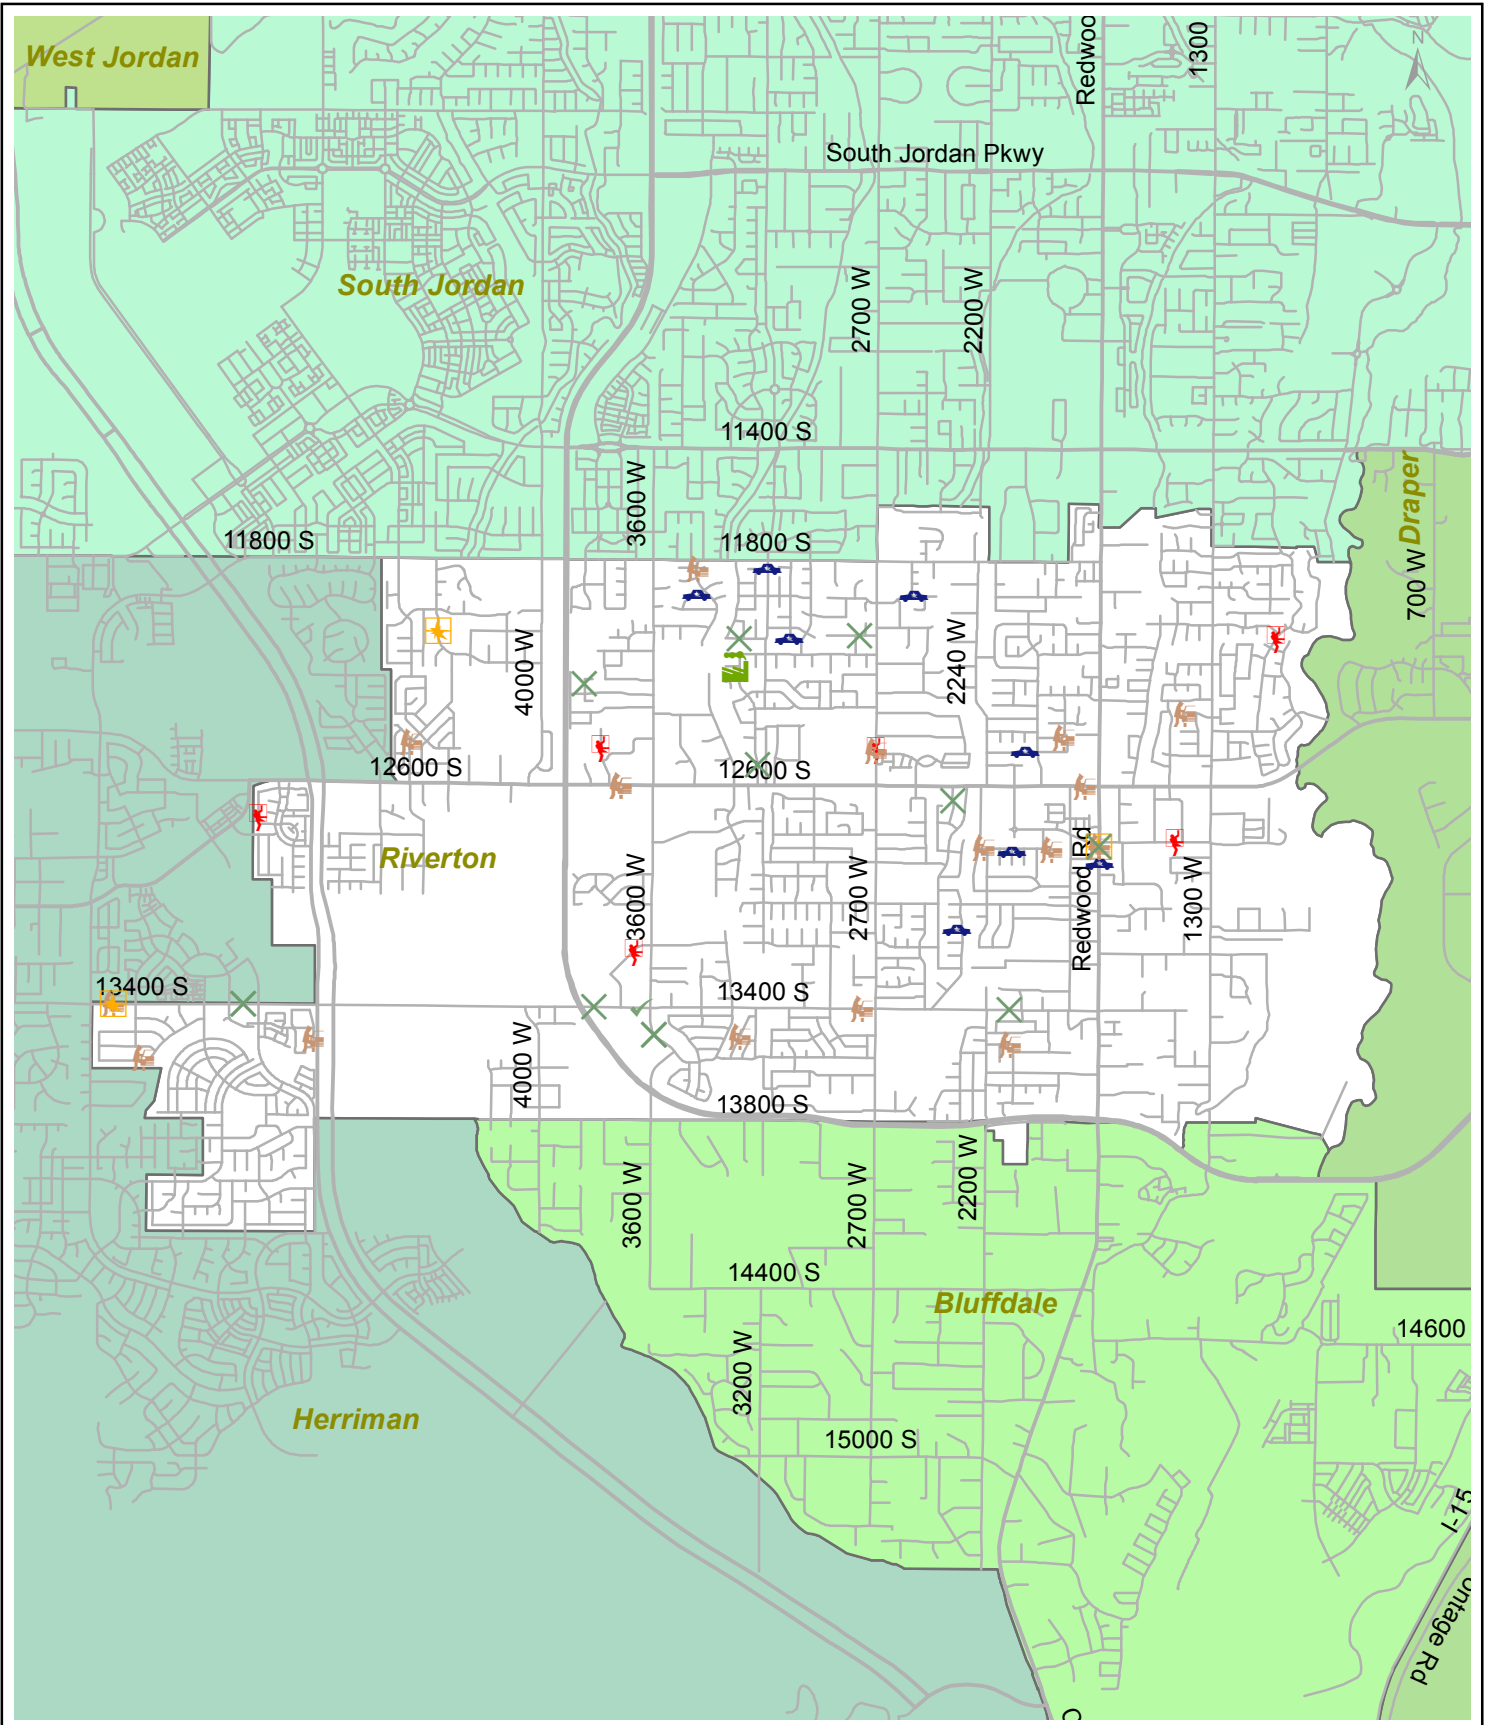 West Jordan
Redwoo
1300
N
South Jordan Pkwy
South Jordan
2700 W
2200 W
11400 S
3600 W
Draper
11800 S
11800 S
700 W
4000 W
2240 W
12600 S
12600 S
Riverton
3600 W
2700 W
Redwood Rd
1300 W
13400 S
13400 S
4000 W
13800 S
3600 W
2700 W
2200 W
14400 S
Bluffdale
14600
3200 W
Herriman
15000 S
I-15
ontage Rd